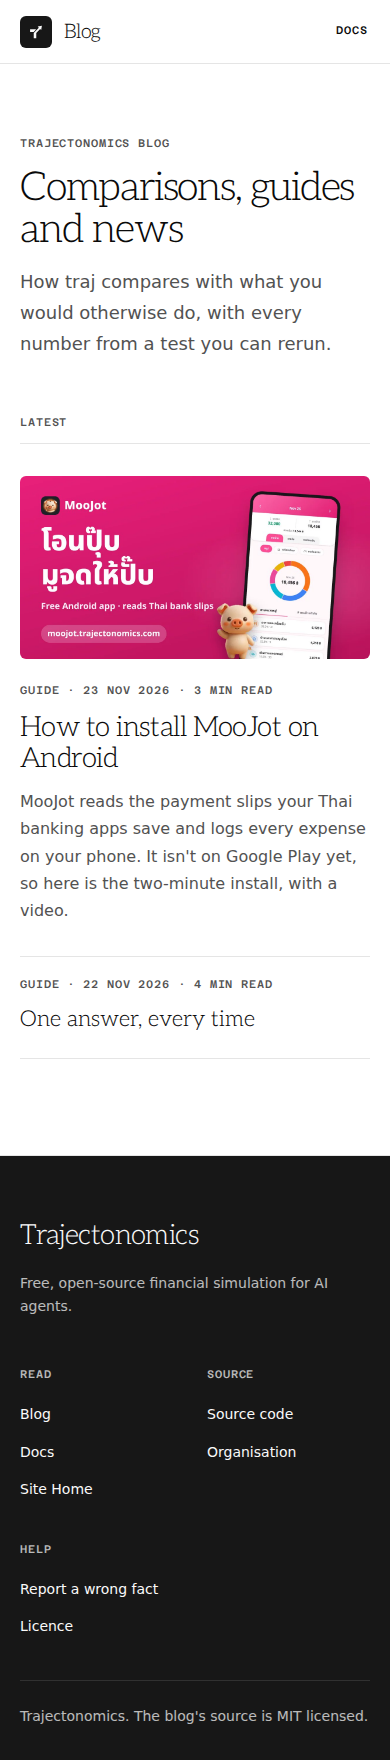 Blog
DOCS
TRAJECTONOMICS BLOG
Comparisons, guides
and news
How traj compares with what you
would otherwise do, with every
number from a test you can rerun.
LATEST
MooJot
โอนปุ๊บ
มูจดให้ปั๊บ
Free Android app · reads Thai bank slips
moojot.trajectonomics.com
GUIDE · 23 NOV 2026 · 3 MIN READ
How to install MooJot on
Android
MooJot reads the payment slips your Thai
banking apps save and logs every expense
on your phone. It isn't on Google Play yet,
so here is the two-minute install, with a
video.
GUIDE · 22 NOV 2026 · 4 MIN READ
One answer, every time
Trajectonomics
Free, open-source financial simulation for AI
agents.
READ
SOURCE
Blog
Source code
Docs
Organisation
Site Home
HELP
Report a wrong fact
Licence
Trajectonomics. The blog's source is MIT licensed.